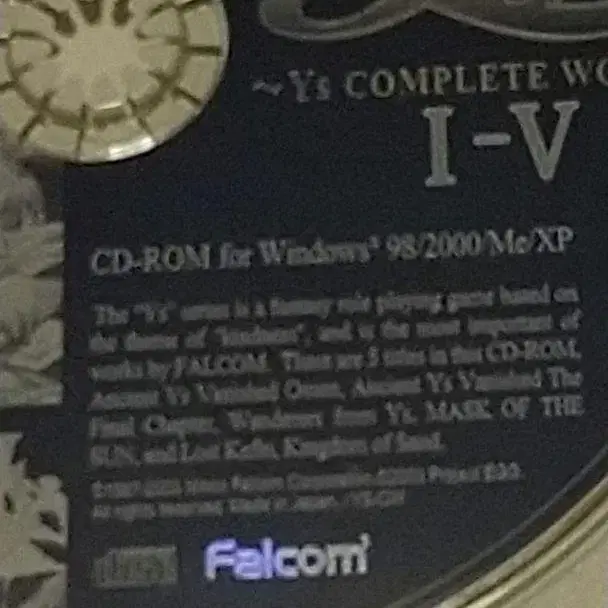 ~Ys COMPLETE WO
I-V
CD-ROM for Windows® 98/2000/Me/XP
The "Ys" series is a fantasy role playing game based on
the theme of "kindness", and is the most important of
works by FALCOM. There are 5 titles in this CD-ROM,
Ancient Ys Vanished Omen, Ancient Ys Vanished The
Final Chapter, Wanderers from Ys, MASK OF THE
SUN, and Lost Kefin, Kingdom of Sand.
Falcom